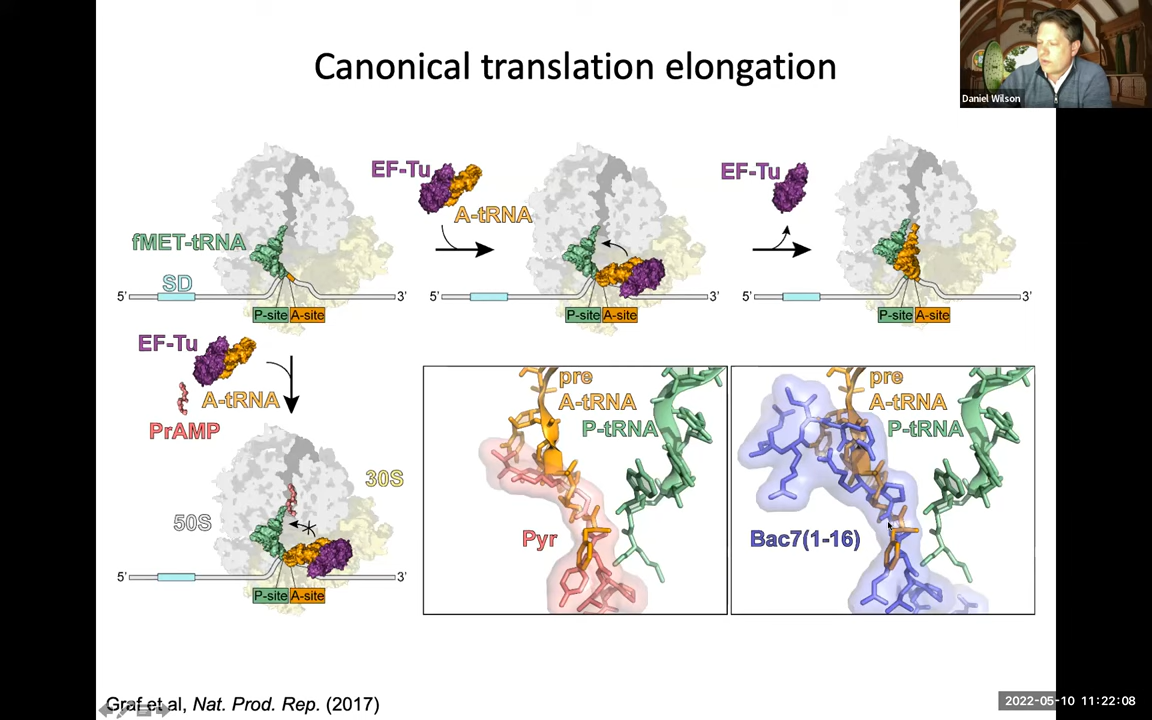 Canonical translation elongation
Daniel Wilson
EF-Tu
A-tRNA
EF-Tu
fMET-tRNA
SD
5'
3'
P-site
A-site
5'
3'
P-site
A-site
5'
3'
P-site
A-site
EF-Tu
A-tRNA
PrAMP
30S
50S
5'
3'
P-site
A-site
pre
A-tRNA
P-tRNA
Pyr
pre
A-tRNA
P-tRNA
Bac7(1-16)
Graf et al, Nat. Prod. Rep. (2017)
2022-05-10 11:22:08